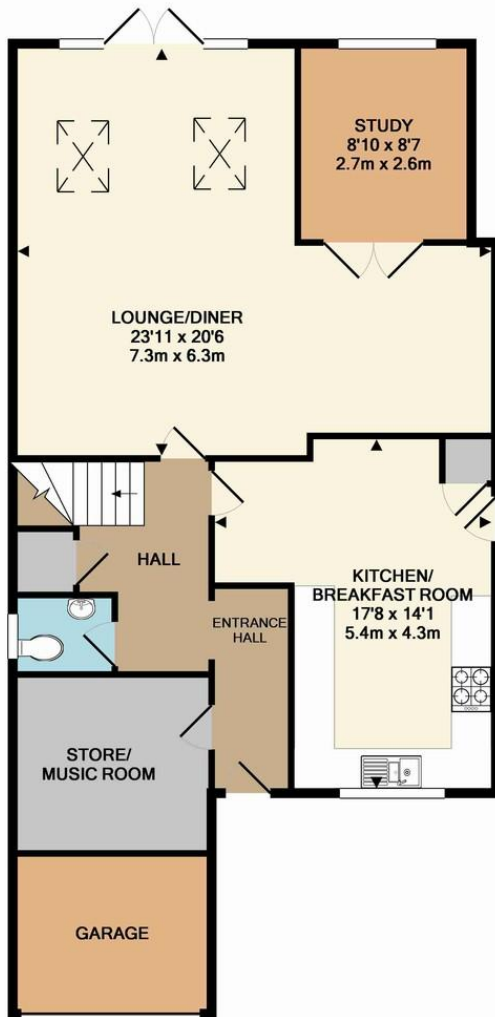 STUDY
8'10 x 8'7
2.7m x 2.6m
LOUNGE/DINER
23'11 x 20'6
7.3m x 6.3m
HALL
KITCHEN/
BREAKFAST ROOM
17'8 x 14'1
5.4m x 4.3m
ENTRANCE
HALL
STORE/
MUSIC ROOM
GARAGE